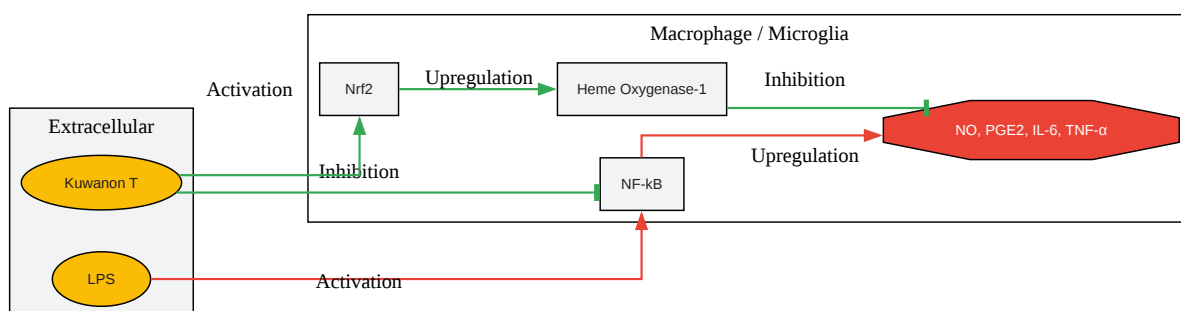 Macrophage / Microglia
Activation
Nrf2
Upregulation
Heme Oxygenase-1
Inhibition
Extracellular
NO, PGE2, IL-6, TNF-α
Kuwanon T
Inhibition
NF-kB
Upregulation
LPS
Activation